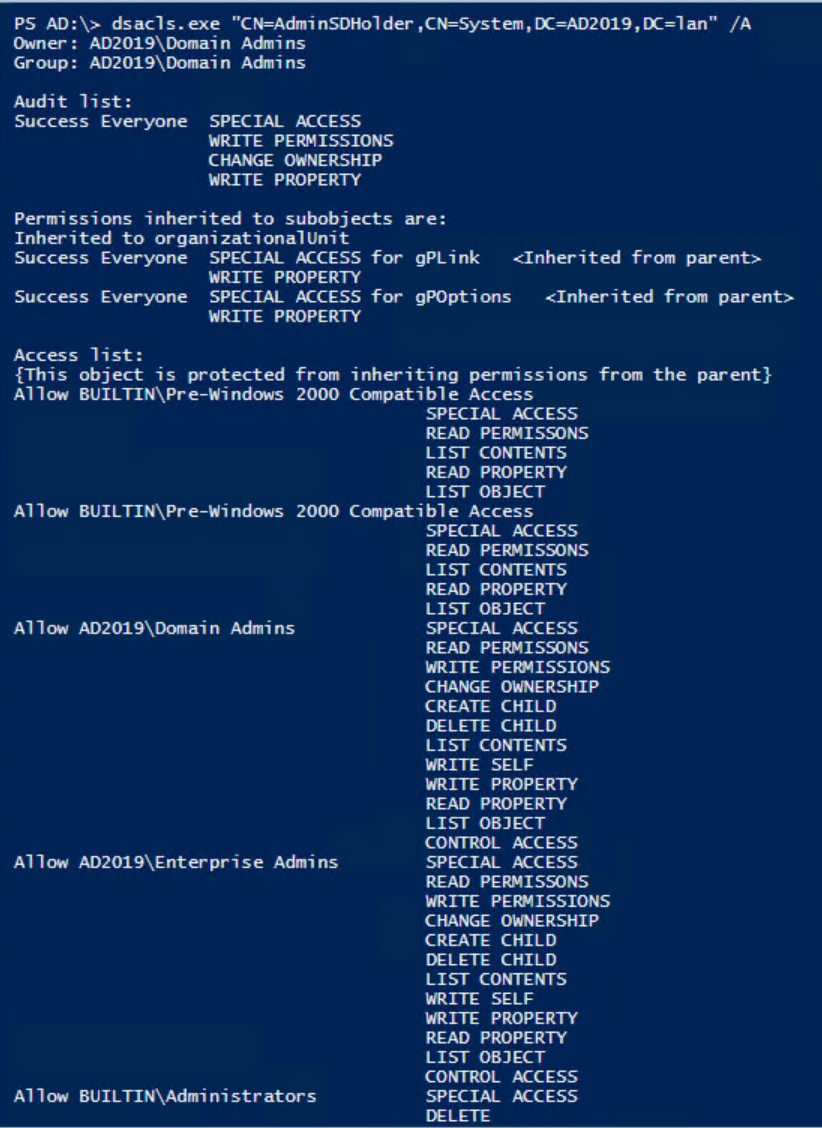 PS AD:\> dsacls.exe "CN=AdminSDHolder,CN=System,DC=AD2019,DC=lan" /A
Owner: AD2019\Domain Admins
Group: AD2019\Domain Admins
Audit list:
Success Everyone  SPECIAL ACCESS
WRITE PERMISSIONS
CHANGE OWNERSHIP
WRITE PROPERTY
Permissions inherited to subobjects are:
Inherited to organizationalUnit
Success Everyone  SPECIAL ACCESS for gPLink   <Inherited from parent>
WRITE PROPERTY
Success Everyone  SPECIAL ACCESS for gPOptions   <Inherited from parent>
WRITE PROPERTY
Access list:
{This object is protected from inheriting permissions from the parent}
Allow BUILTIN\Pre-Windows 2000 Compatible Access
SPECIAL ACCESS
READ PERMISSONS
LIST CONTENTS
READ PROPERTY
LIST OBJECT
Allow BUILTIN\Pre-Windows 2000 Compatible Access
SPECIAL ACCESS
READ PERMISSONS
LIST CONTENTS
READ PROPERTY
LIST OBJECT
Allow AD2019\Domain Admins  SPECIAL ACCESS
READ PERMISSONS
WRITE PERMISSIONS
CHANGE OWNERSHIP
CREATE CHILD
DELETE CHILD
LIST CONTENTS
WRITE SELF
WRITE PROPERTY
READ PROPERTY
LIST OBJECT
CONTROL ACCESS
Allow AD2019\Enterprise Admins  SPECIAL ACCESS
READ PERMISSONS
WRITE PERMISSIONS
CHANGE OWNERSHIP
CREATE CHILD
DELETE CHILD
LIST CONTENTS
WRITE SELF
WRITE PROPERTY
READ PROPERTY
LIST OBJECT
CONTROL ACCESS
Allow BUILTIN\Administrators  SPECIAL ACCESS
DELETE